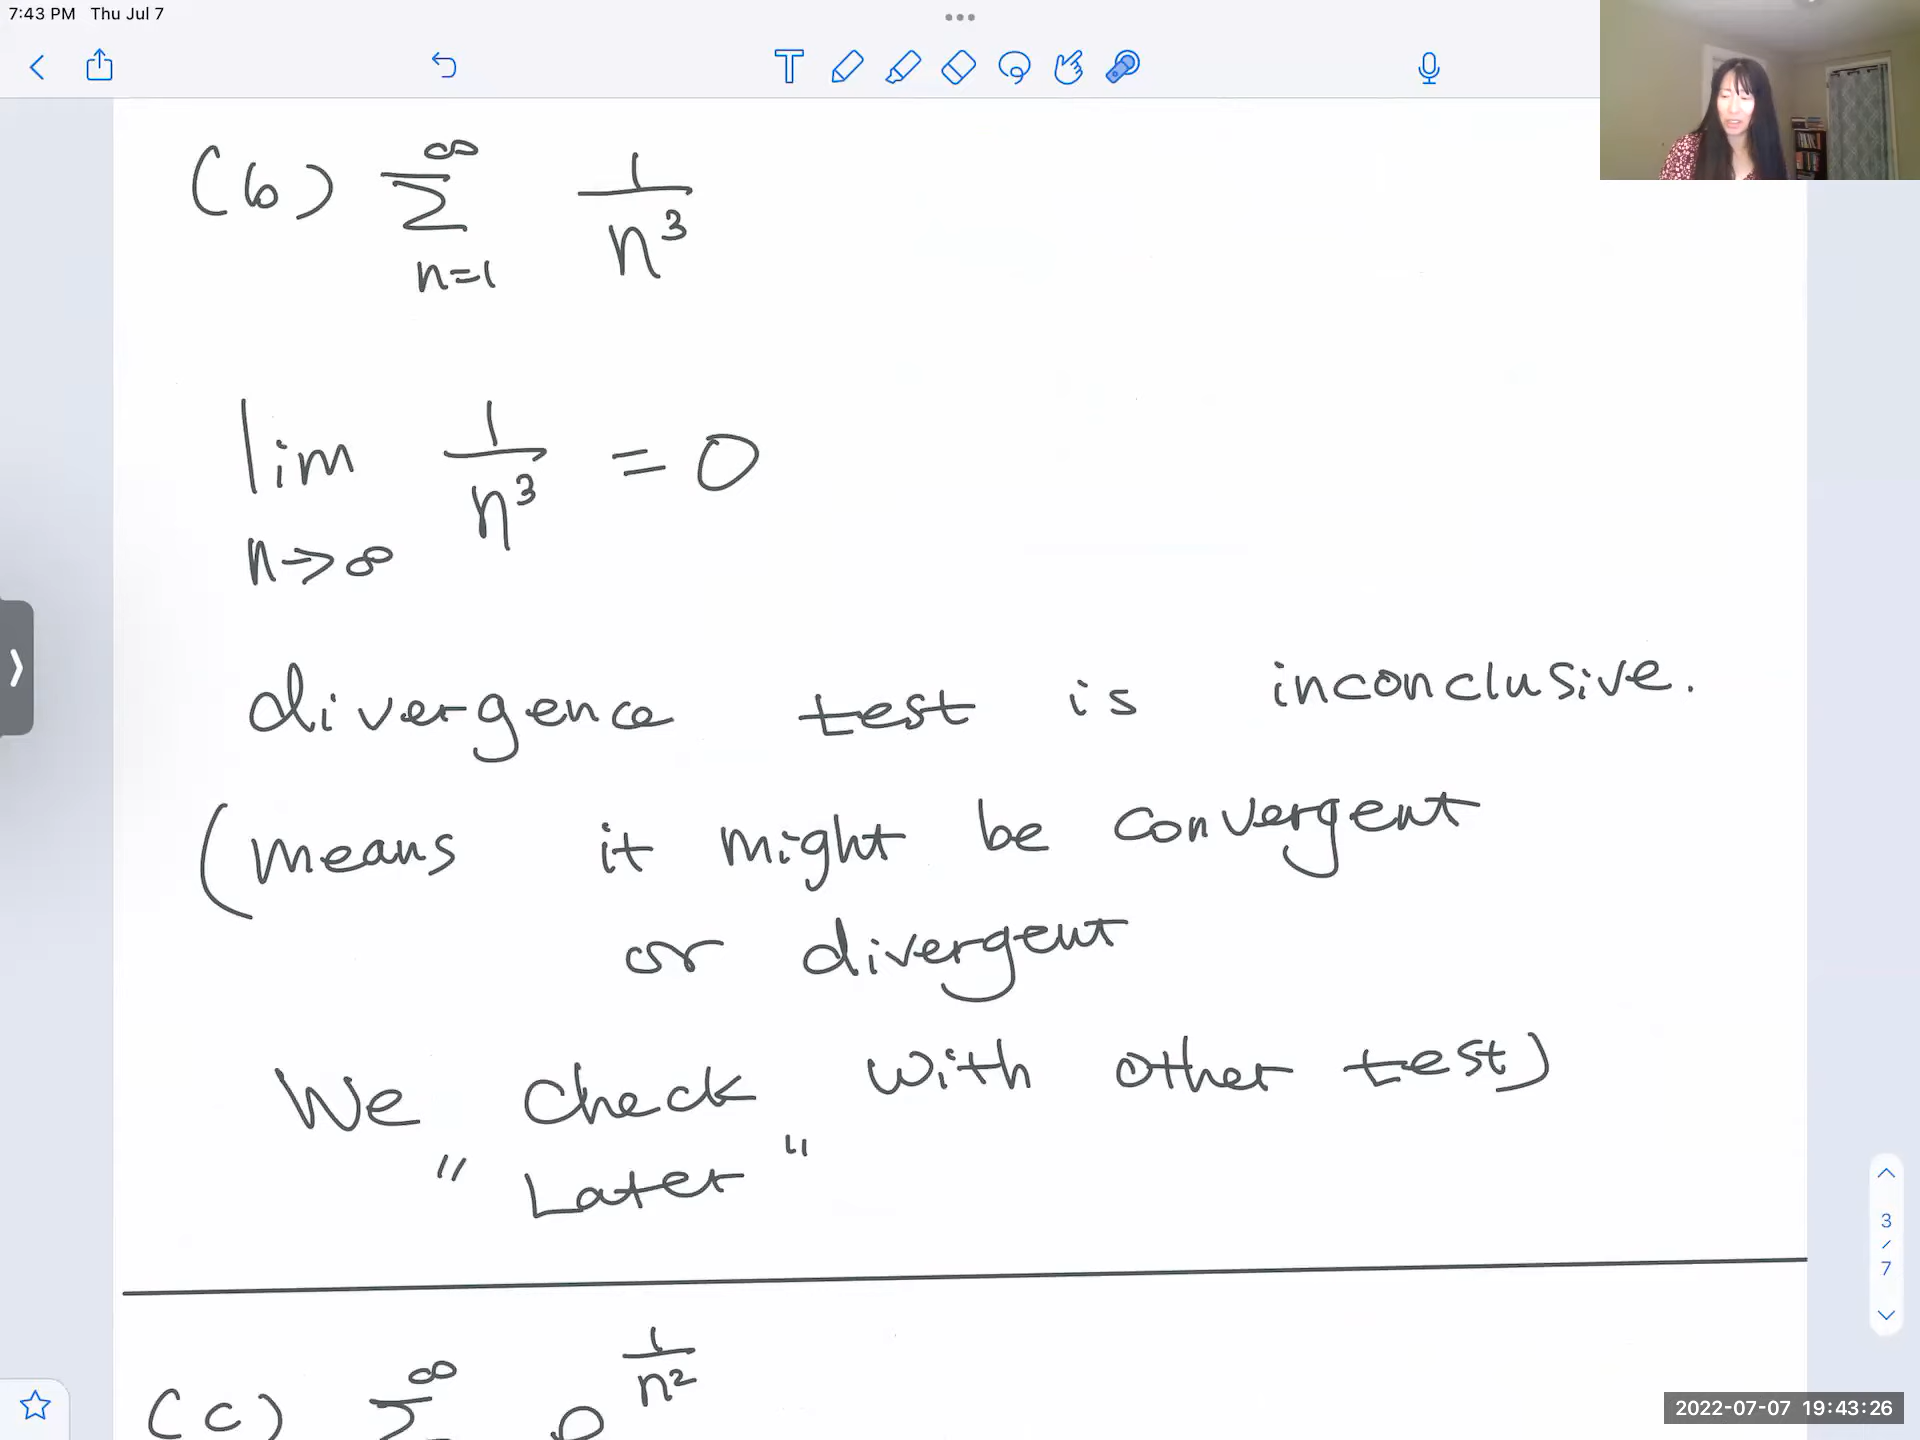 7:43 PM Thu Jul 7
(b) ∞ Σ n=1 1/n³
lim n→∞ 1/n³ = 0
divergence test is inconclusive.
(means it might be convergent
or divergent
We check with other test)
" Later "
(c) ∞ Σ e^(1/n²)
3
/
7
2022-07-07 19:43:26